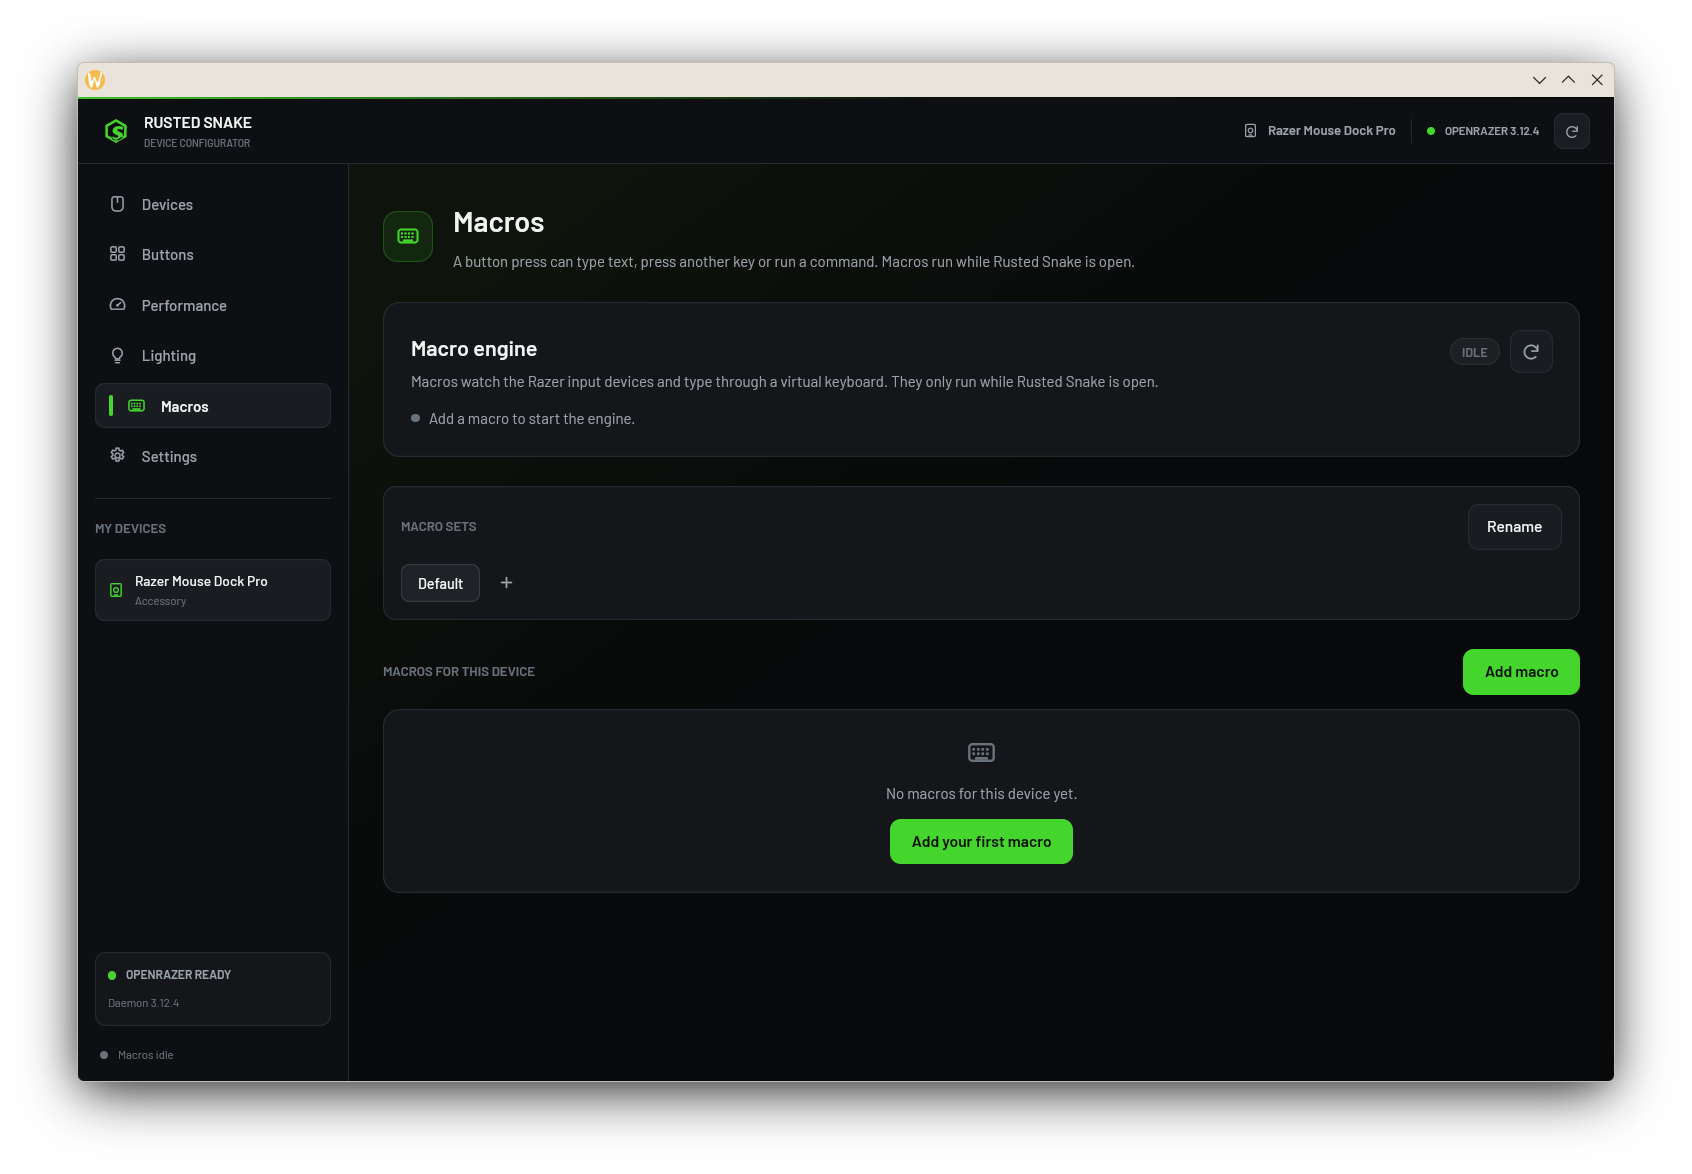 RUSTED SNAKE
DEVICE CONFIGURATOR
Razer Mouse Dock Pro
OPENRAZER 3.12.4
Devices
Buttons
Performance
Lighting
Macros
Settings
MY DEVICES
Razer Mouse Dock Pro
Accessory
OPENRAZER READY
Daemon 3.12.4
Macros idle
Macros
A button press can type text, press another key or run a command. Macros run while Rusted Snake is open.
Macro engine
IDLE
Macros watch the Razer input devices and type through a virtual keyboard. They only run while Rusted Snake is open.
Add a macro to start the engine.
MACRO SETS
Rename
Default
MACROS FOR THIS DEVICE
Add macro
No macros for this device yet.
Add your first macro